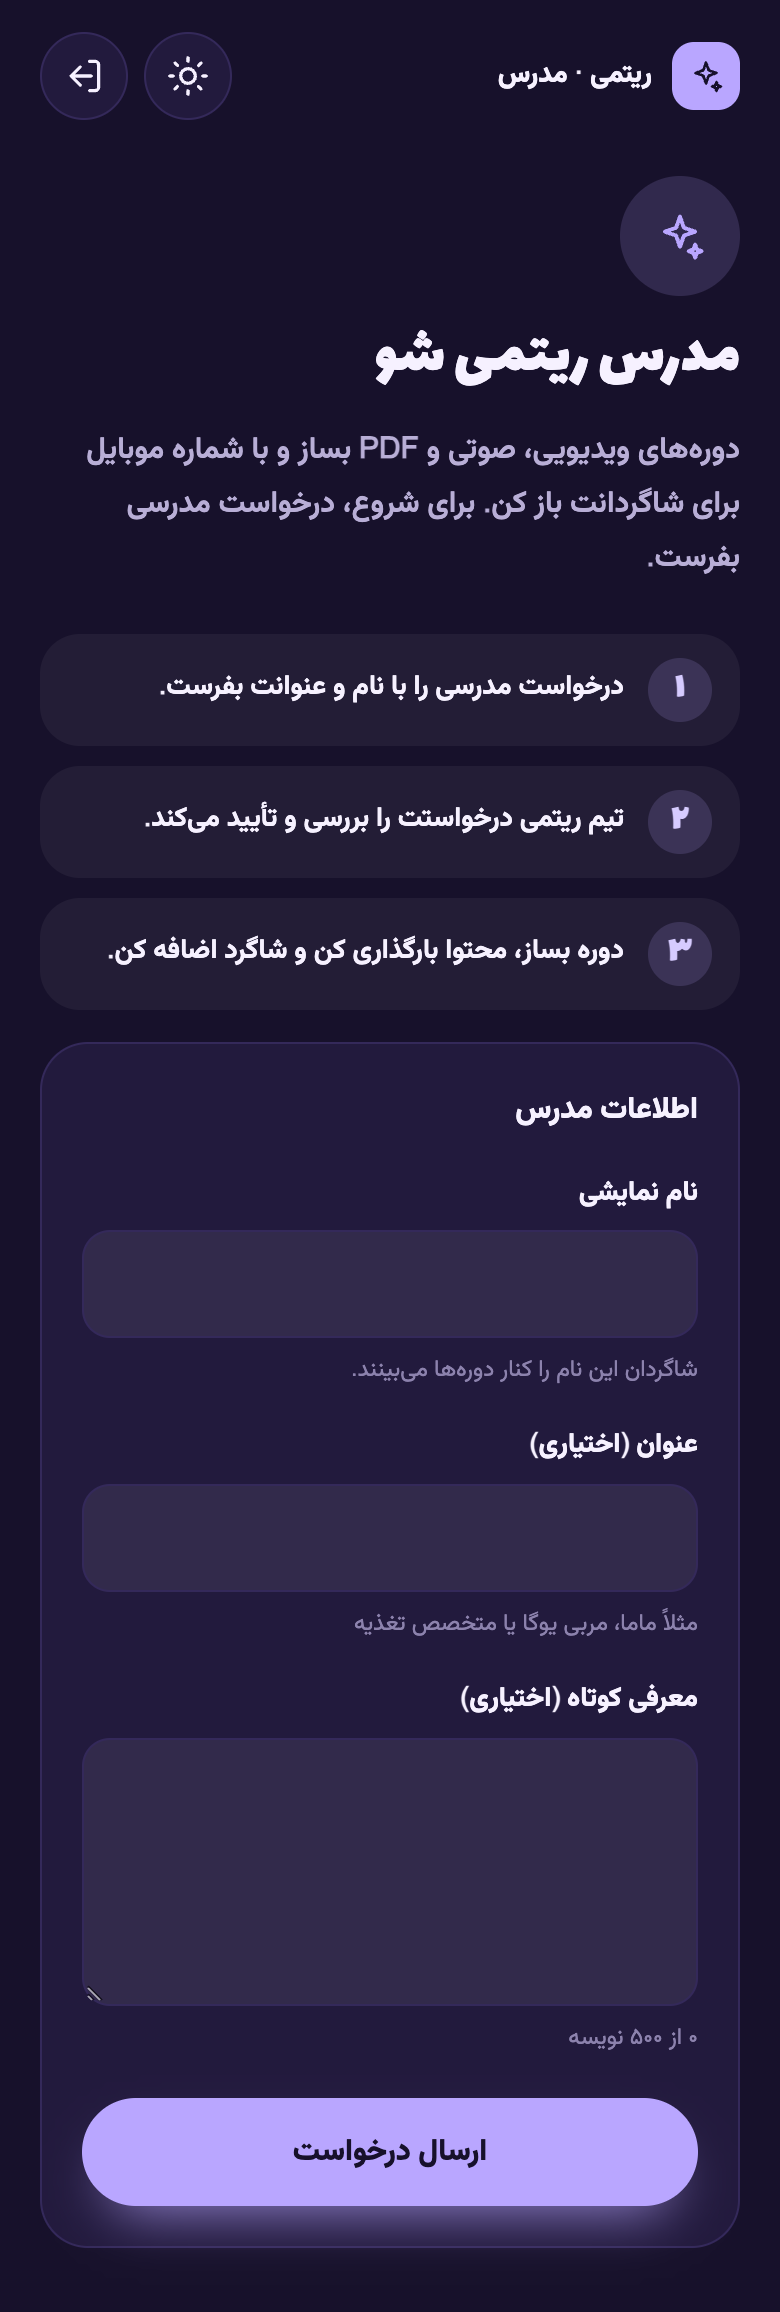 ریتمی · مدرس
مدرس ریتمی شو
دوره‌های ویدیویی، صوتی و PDF بساز و با شماره موبایل
برای شاگردانت باز کن. برای شروع، درخواست مدرسی
بفرست.
۱
درخواست مدرسی را با نام و عنوانت بفرست.
۲
تیم ریتمی درخواستت را بررسی و تأیید می‌کند.
۳
دوره بساز، محتوا بارگذاری کن و شاگرد اضافه کن.
اطلاعات مدرس
نام نمایشی
شاگردان این نام را کنار دوره‌ها می‌بینند.
عنوان (اختیاری)
مثلاً ماما، مربی یوگا یا متخصص تغذیه
معرفی کوتاه (اختیاری)
۰ از ۵۰۰ نویسه
ارسال درخواست